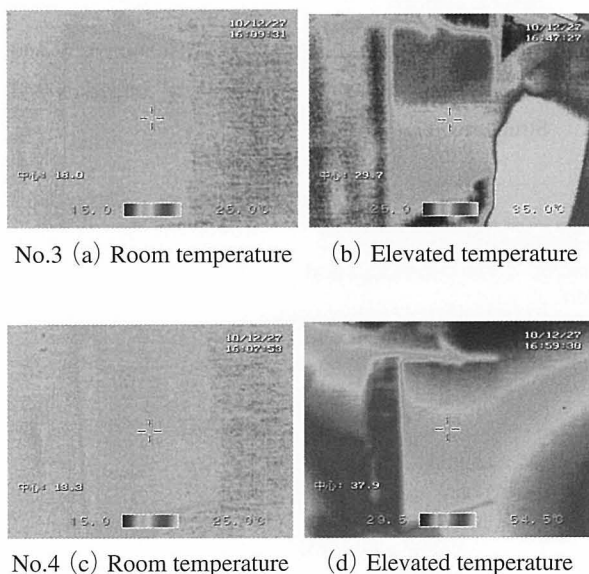 10/12/27
16:09:31
中心: 18.0
15.0 25.0℃
10/12/27
16:47:27
中心: 29.7
25.0 35.0℃
No.3 (a) Room temperature
(b) Elevated temperature
10/12/27
16:07:53
中心: 18.3
15.0 25.0℃
10/12/27
16:59:38
中心: 37.9
29.5 54.5℃
No.4 (c) Room temperature
(d) Elevated temperature